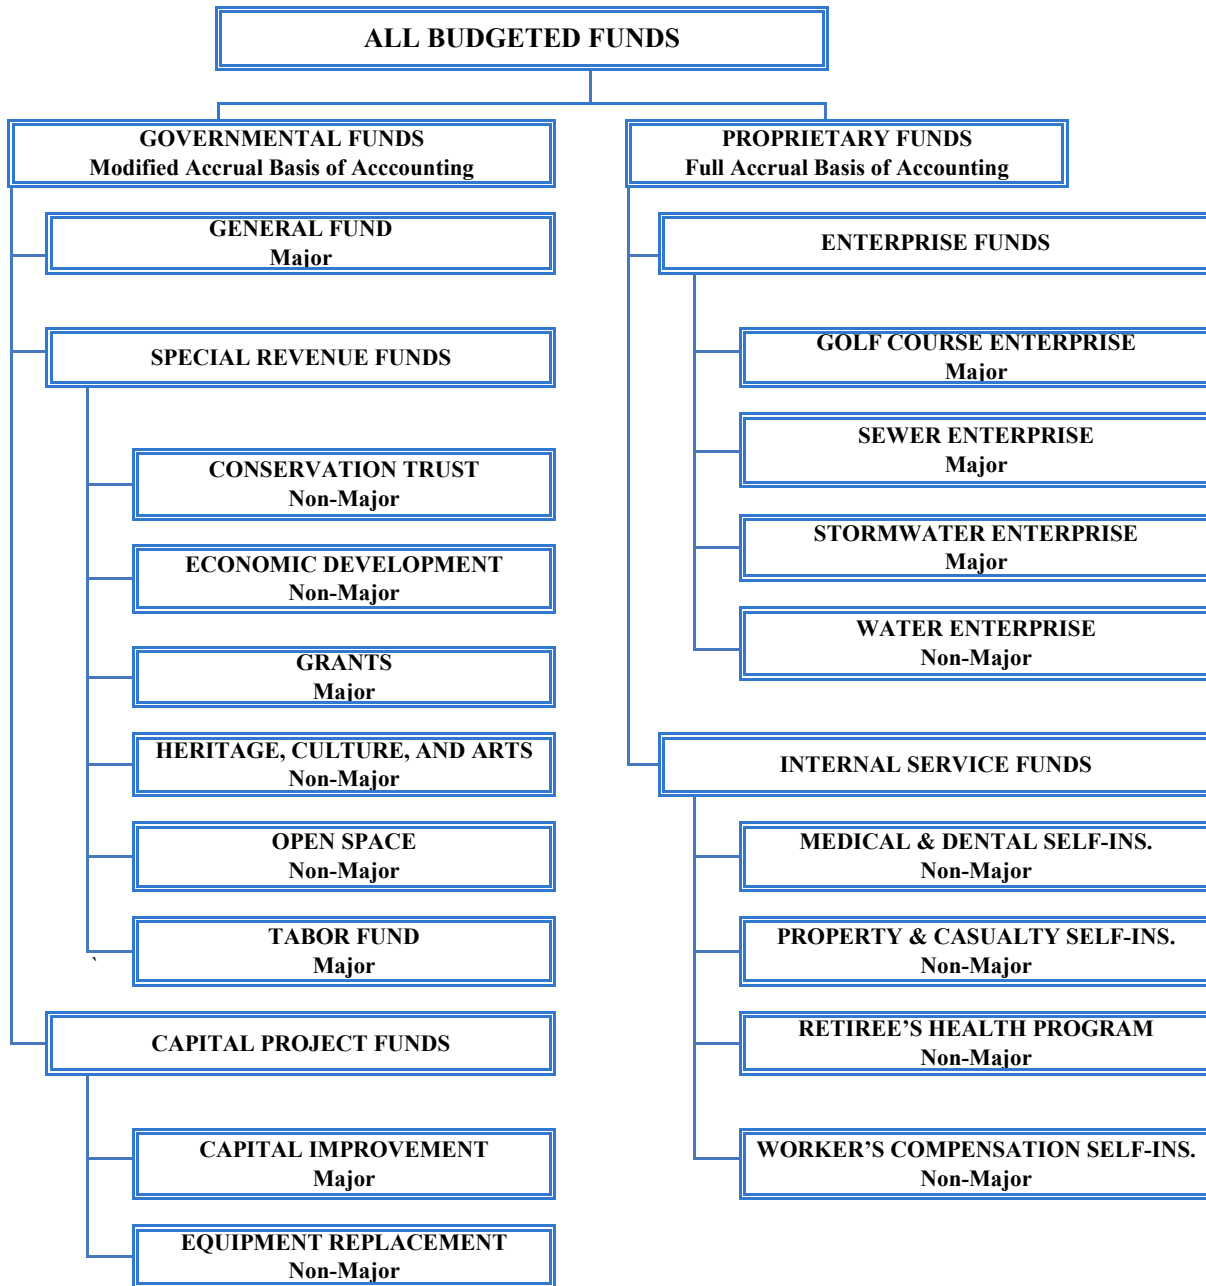 ALL BUDGETED FUNDS
GOVERNMENTAL FUNDS
Modified Accrual Basis of Acccounting
GENERAL FUND
Major
SPECIAL REVENUE FUNDS
CONSERVATION TRUST
Non-Major
ECONOMIC DEVELOPMENT
Non-Major
GRANTS
Major
HERITAGE, CULTURE, AND ARTS
Non-Major
OPEN SPACE
Non-Major
TABOR FUND
Major
`
CAPITAL PROJECT FUNDS
CAPITAL IMPROVEMENT
Major
EQUIPMENT REPLACEMENT
Non-Major
PROPRIETARY FUNDS
Full Accrual Basis of Accounting
ENTERPRISE FUNDS
GOLF COURSE ENTERPRISE
Major
SEWER ENTERPRISE
Major
STORMWATER ENTERPRISE
Major
WATER ENTERPRISE
Non-Major
INTERNAL SERVICE FUNDS
MEDICAL & DENTAL SELF-INS.
Non-Major
PROPERTY & CASUALTY SELF-INS.
Non-Major
RETIREE’S HEALTH PROGRAM
Non-Major
WORKER’S COMPENSATION SELF-INS.
Non-Major